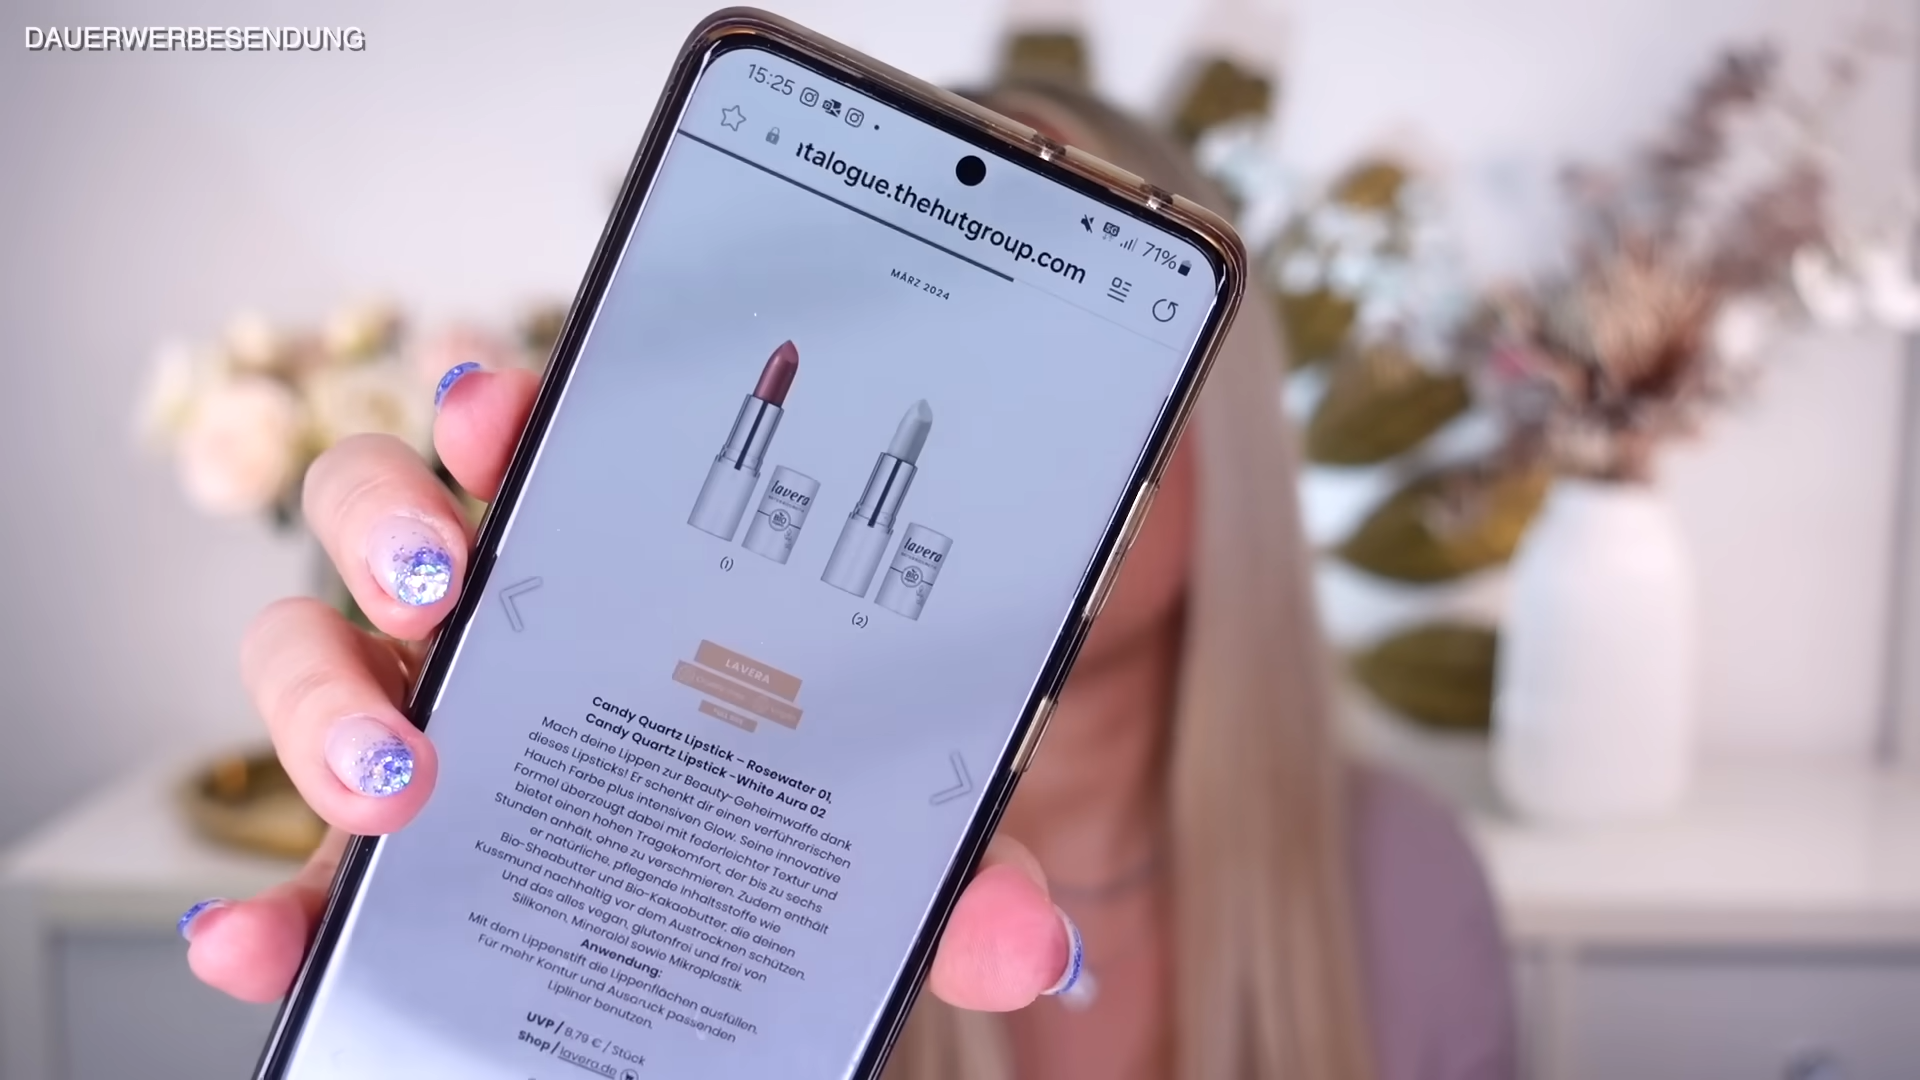 DAUERWERBESENDUNG
15:25
71%
ıtalogue.thehutgroup.com
MÄRZ 2024
lavera
BIO
(1)
lavera
BIO
(2)
LAVERA
Candy Quartz Lipstick – Rosewater 01,
Candy Quartz Lipstick -White Aura 02
Mach deine Lippen zur Beauty-Geheimwaffe dank
dieses Lipsticks! Er schenkt dir einen verführerischen
Hauch Farbe plus intensiven Glow. Seine innovative
Formel überzeugt dabei mit federleichter Textur und
bietet einen hohen Tragekomfort, der bis zu sechs
Stunden anhält, ohne zu verschmieren. Zudem enthält
er natürliche, pflegende Inhaltsstoffe wie
Bio-Sheabutter und Bio-Kakaobutter, die deinen
Kussmund nachhaltig vor dem Austrocknen schützen.
Und das alles vegan, glutenfrei und frei von
Silikonen, Mineralöl sowie Mikroplastik.
Anwendung:
Mit dem Lippenstift die Lippenflächen ausfüllen.
Für mehr Kontur und Ausdruck passenden
Lipliner benutzen.
UVP / 8,79 € / Stück
Shop / lavera.de